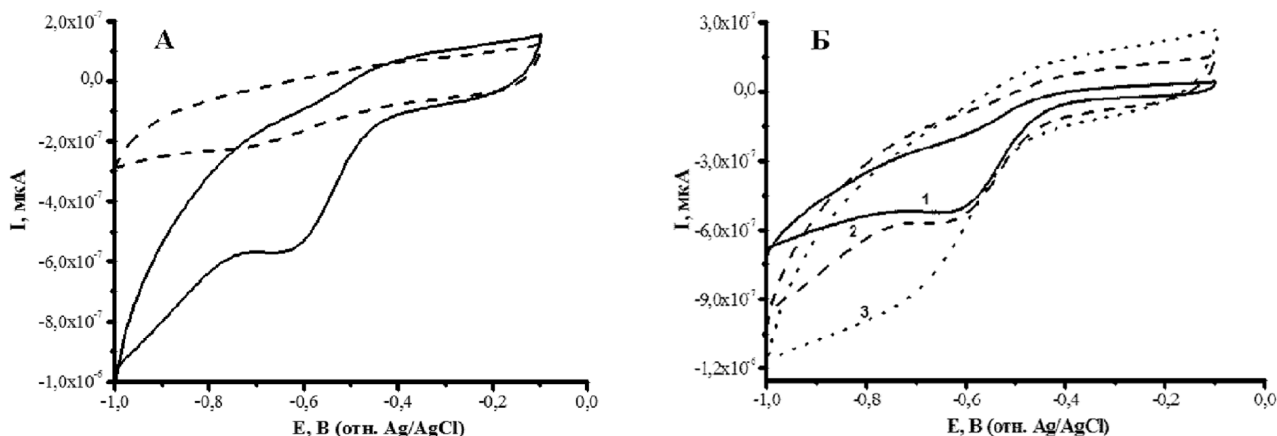 А
2,0x10⁻⁷
0,0
-2,0x10⁻⁷
-4,0x10⁻⁷
-6,0x10⁻⁷
-8,0x10⁻⁷
-1,0x10⁻⁶
I, мкА
-1,0
-0,8
-0,6
-0,4
-0,2
0,0
Е, В (отн. Ag/AgCl)
Б
3,0x10⁻⁷
0,0
-3,0x10⁻⁷
-6,0x10⁻⁷
-9,0x10⁻⁷
-1,2x10⁻⁶
I, мкА
1
2
3
-1,0
-0,8
-0,6
-0,4
-0,2
0,0
Е, В (отн. Ag/AgCl)